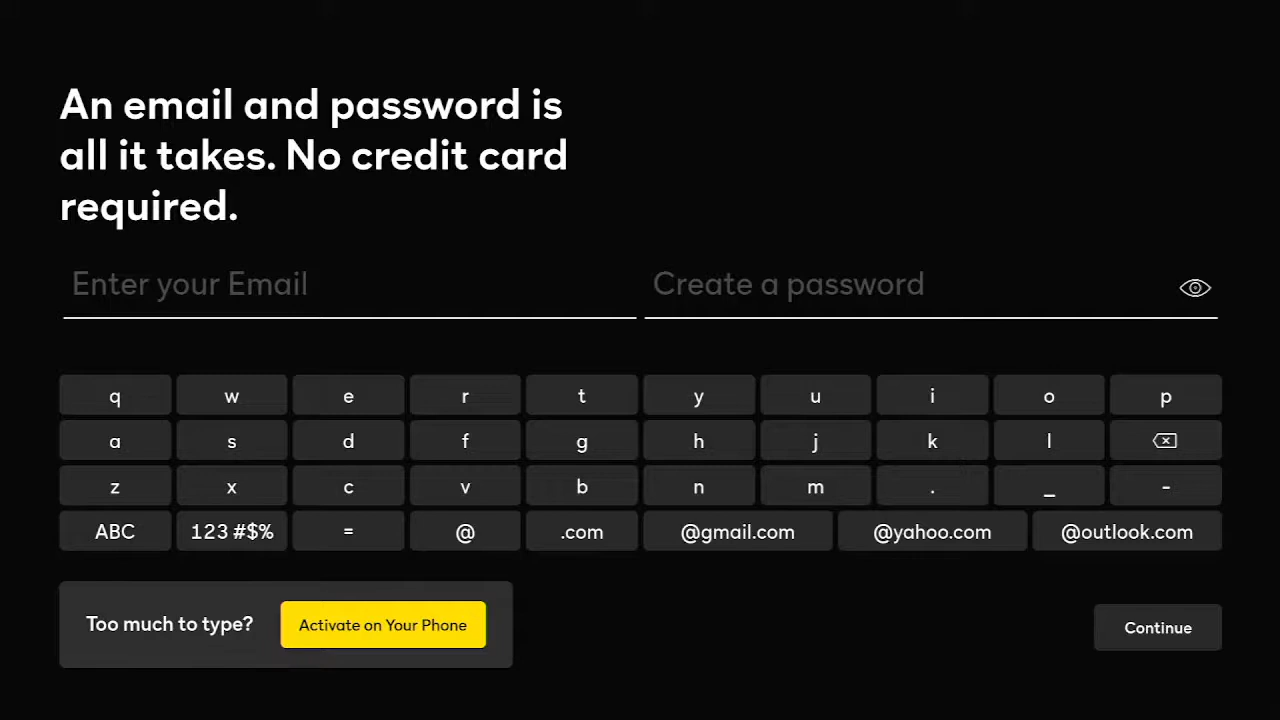 An email and password is
all it takes. No credit card
required.
Enter your Email Create a password
q w e r t y u i o p
a s d f g h j k l
z x c v b n m . _ -
ABC 123 #$% = @ .com @gmail.com @yahoo.com @outlook.com
Too much to type? Activate on Your Phone Continue